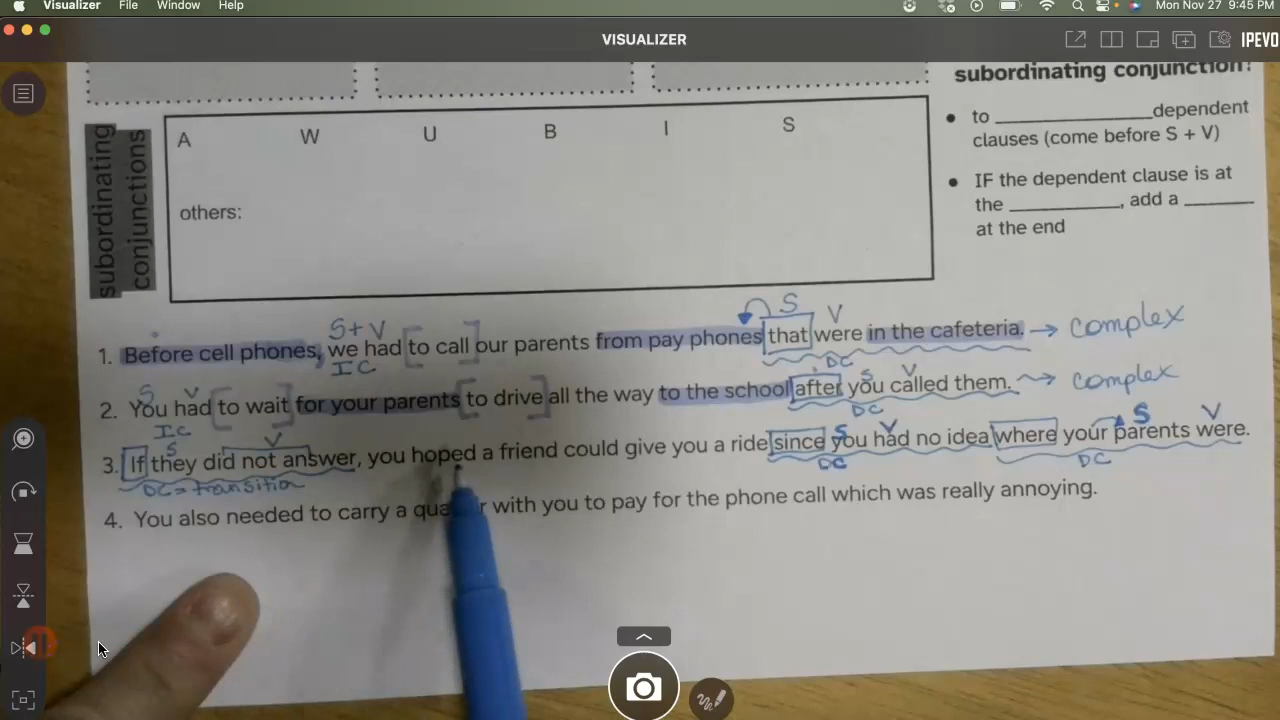 Visualizer File Window Help Mon Nov 27 9:45 PM
VISUALIZER IPEVO
subordinating conjunction?
subordinating conjunctions
A W U B I S
others:
• to ____________ dependent
clauses (come before S + V)
• IF the dependent clause is at
the __________, add a ______
at the end
S+V S V
1. Before cell phones, we had [to call] our parents from pay phones that were in the cafeteria. → complex
IC DC
S V S V
2. You had [to wait] for your parents [to drive] all the way to the school after you called them. → complex
IC DC
S V S V S V
3. If they did not answer, you hoped a friend could give you a ride since you had no idea where your parents were.
DC = transition DC DC
4. You also needed to carry a qua r with you to pay for the phone call which was really annoying.